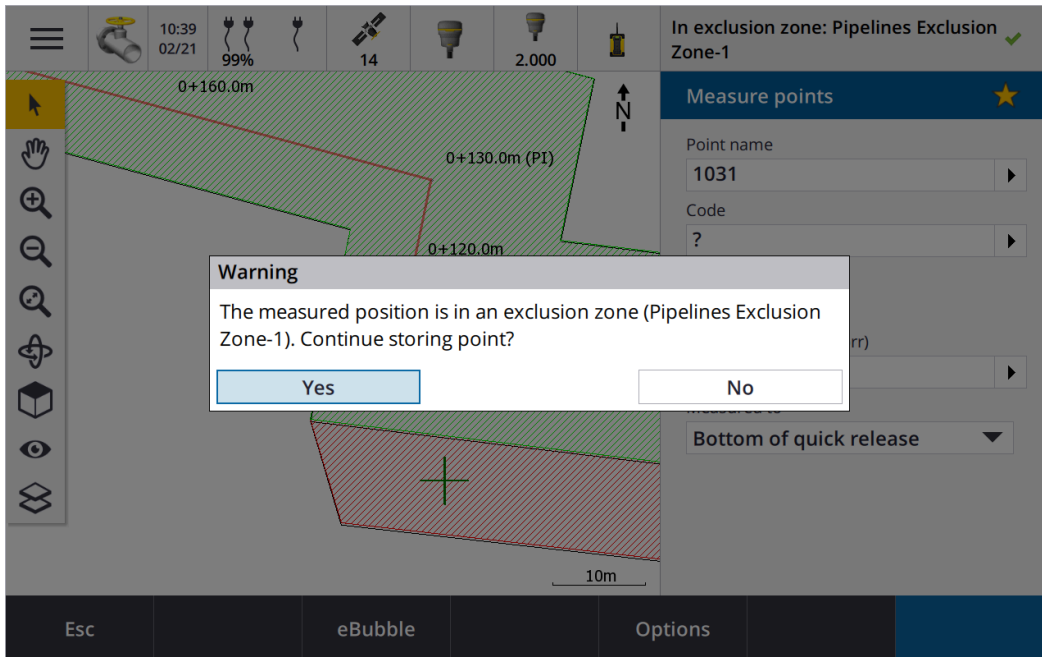 10:39
02/21
99%
14
2.000
In exclusion zone: Pipelines Exclusion
Zone-1
0+160.0m
N
0+130.0m (PI)
0+120.0m
Measure points
Point name
1031
Code
?
Warning
The measured position is in an exclusion zone (Pipelines Exclusion
Zone-1). Continue storing point?
Yes
No
rr)
Measured to
Bottom of quick release
10m
Esc
eBubble
Options